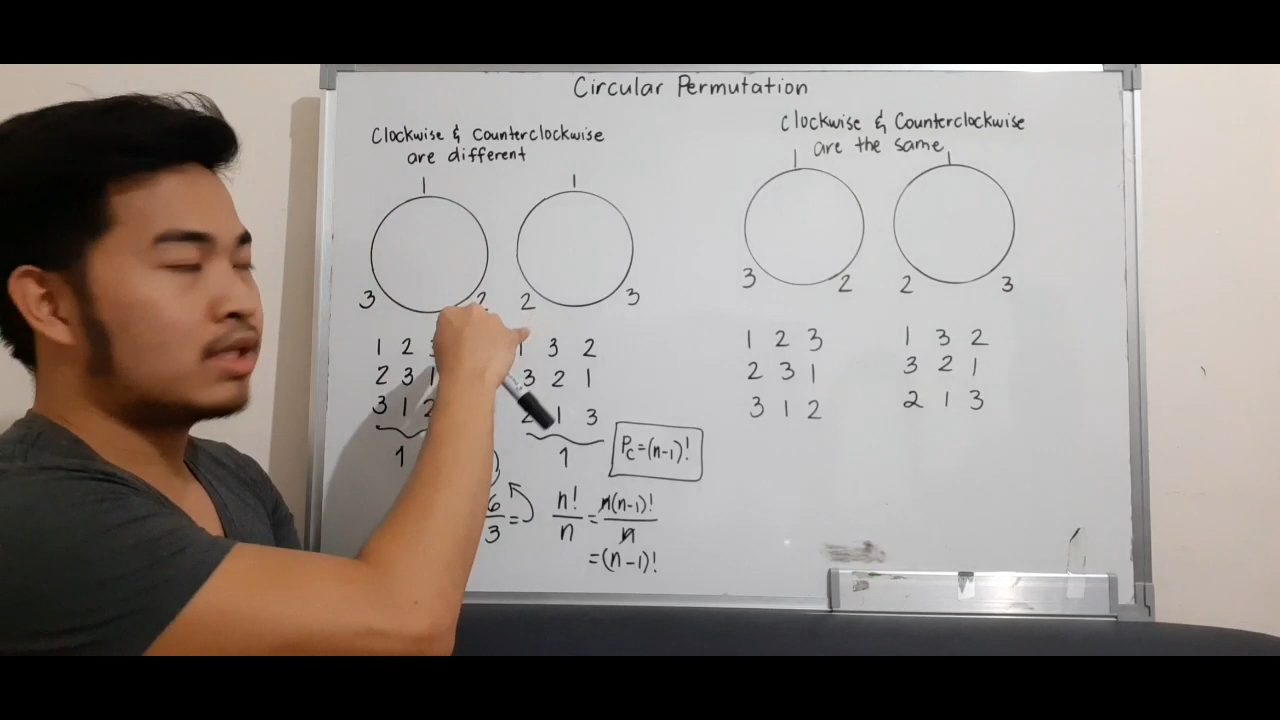 Circular Permutation
Clockwise & Counterclockwise
are different
1
3 2
1
2 3
1 2
2 3 1
3 1 2
1
1 3 2
3 2 1
2 1 3
1
Pc=(n-1)!
6/3=
n!/n=n(n-1)!/n
=(n-1)!
Clockwise & Counterclockwise
are the same
1
3 2
1
2 3
1 2 3
2 3 1
3 1 2
1 3 2
3 2 1
2 1 3